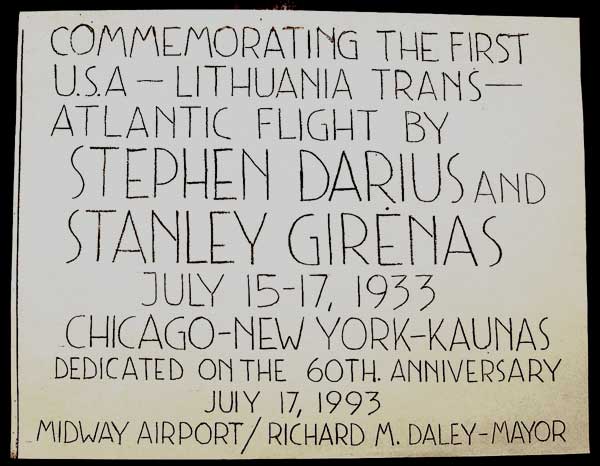 COMMEMORATING THE FIRST
U.S.A — LITHUANIA TRANS—
ATLANTIC FLIGHT BY
STEPHEN DARIUS AND
STANLEY GIRĖNAS
JULY 15-17, 1933
CHICAGO-NEW YORK-KAUNAS
DEDICATED ON THE 60TH. ANNIVERSARY
JUlY 17, 1993
MIDWAY AIRPORT/RICHARD M. DALEY-MAYOR